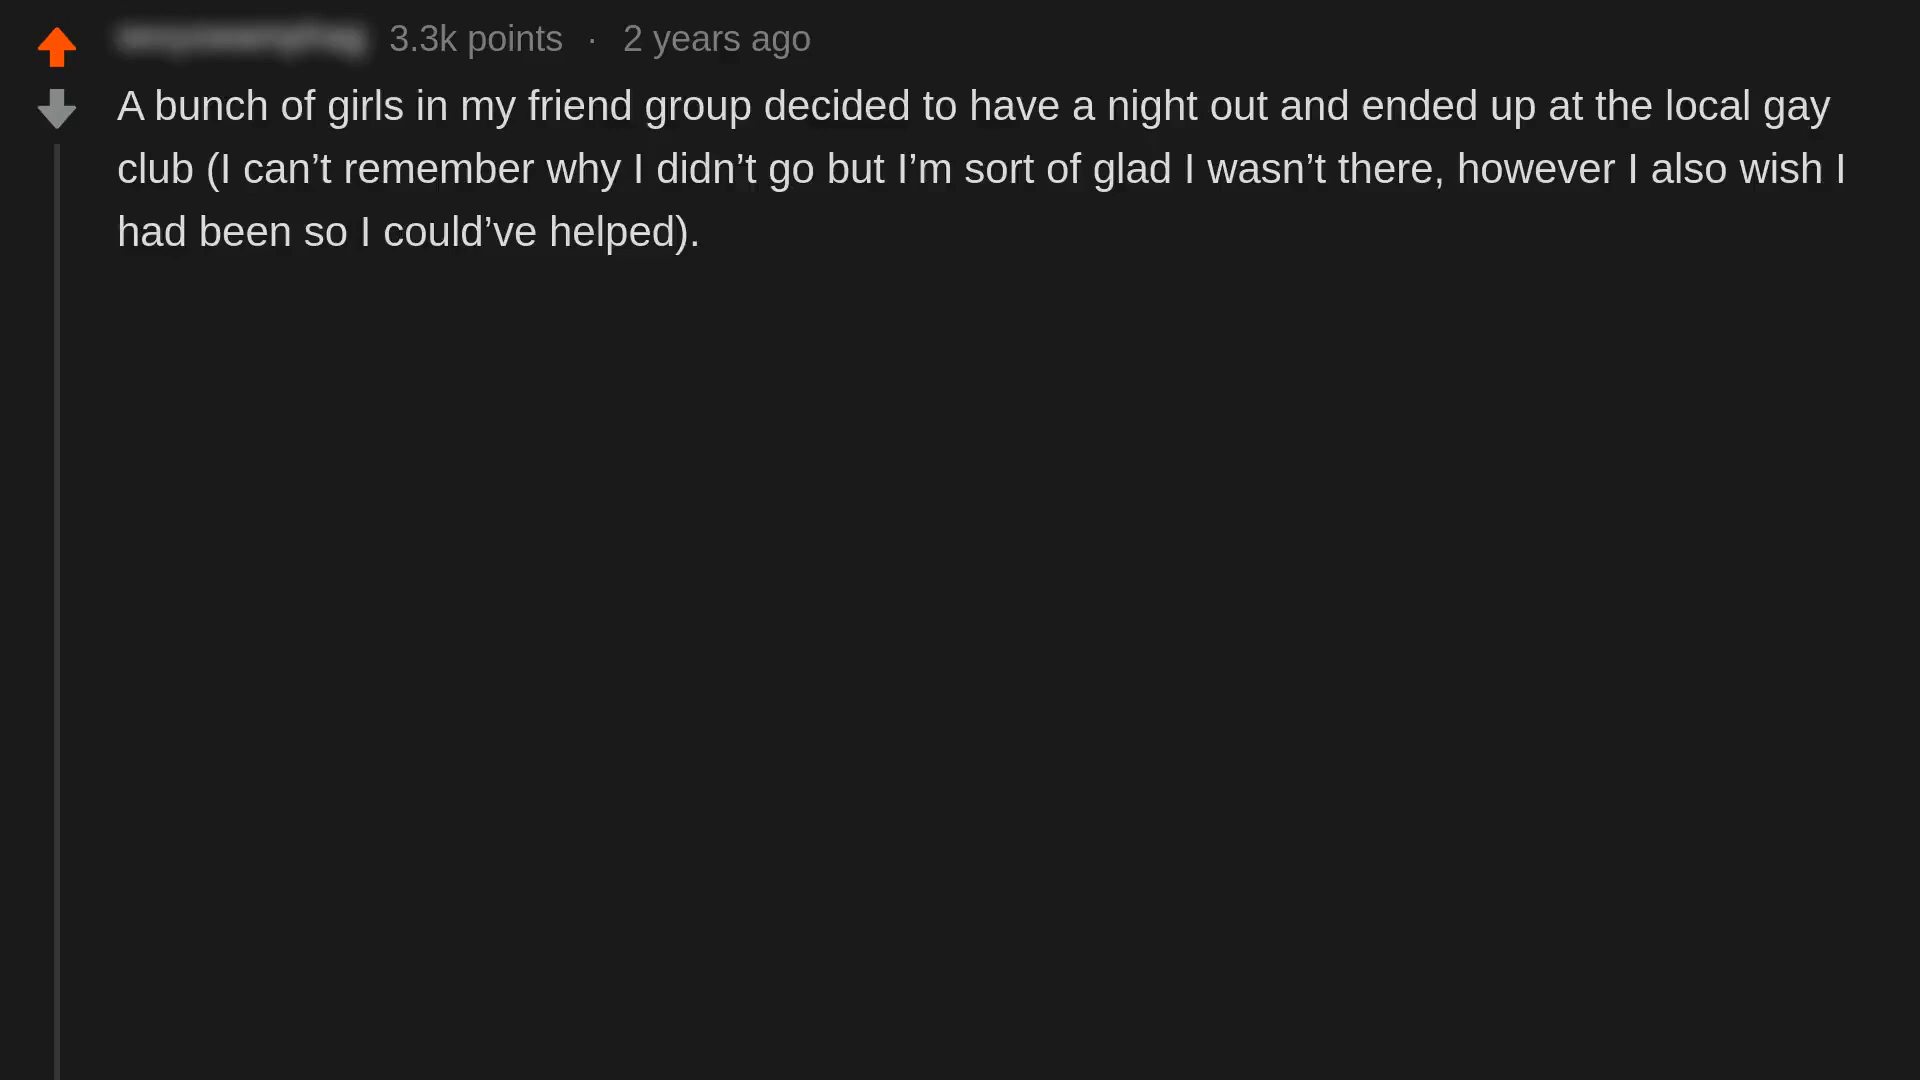 3.3k points · 2 years ago
A bunch of girls in my friend group decided to have a night out and ended up at the local gay
club (I can’t remember why I didn’t go but I’m sort of glad I wasn’t there, however I also wish I
had been so I could’ve helped).